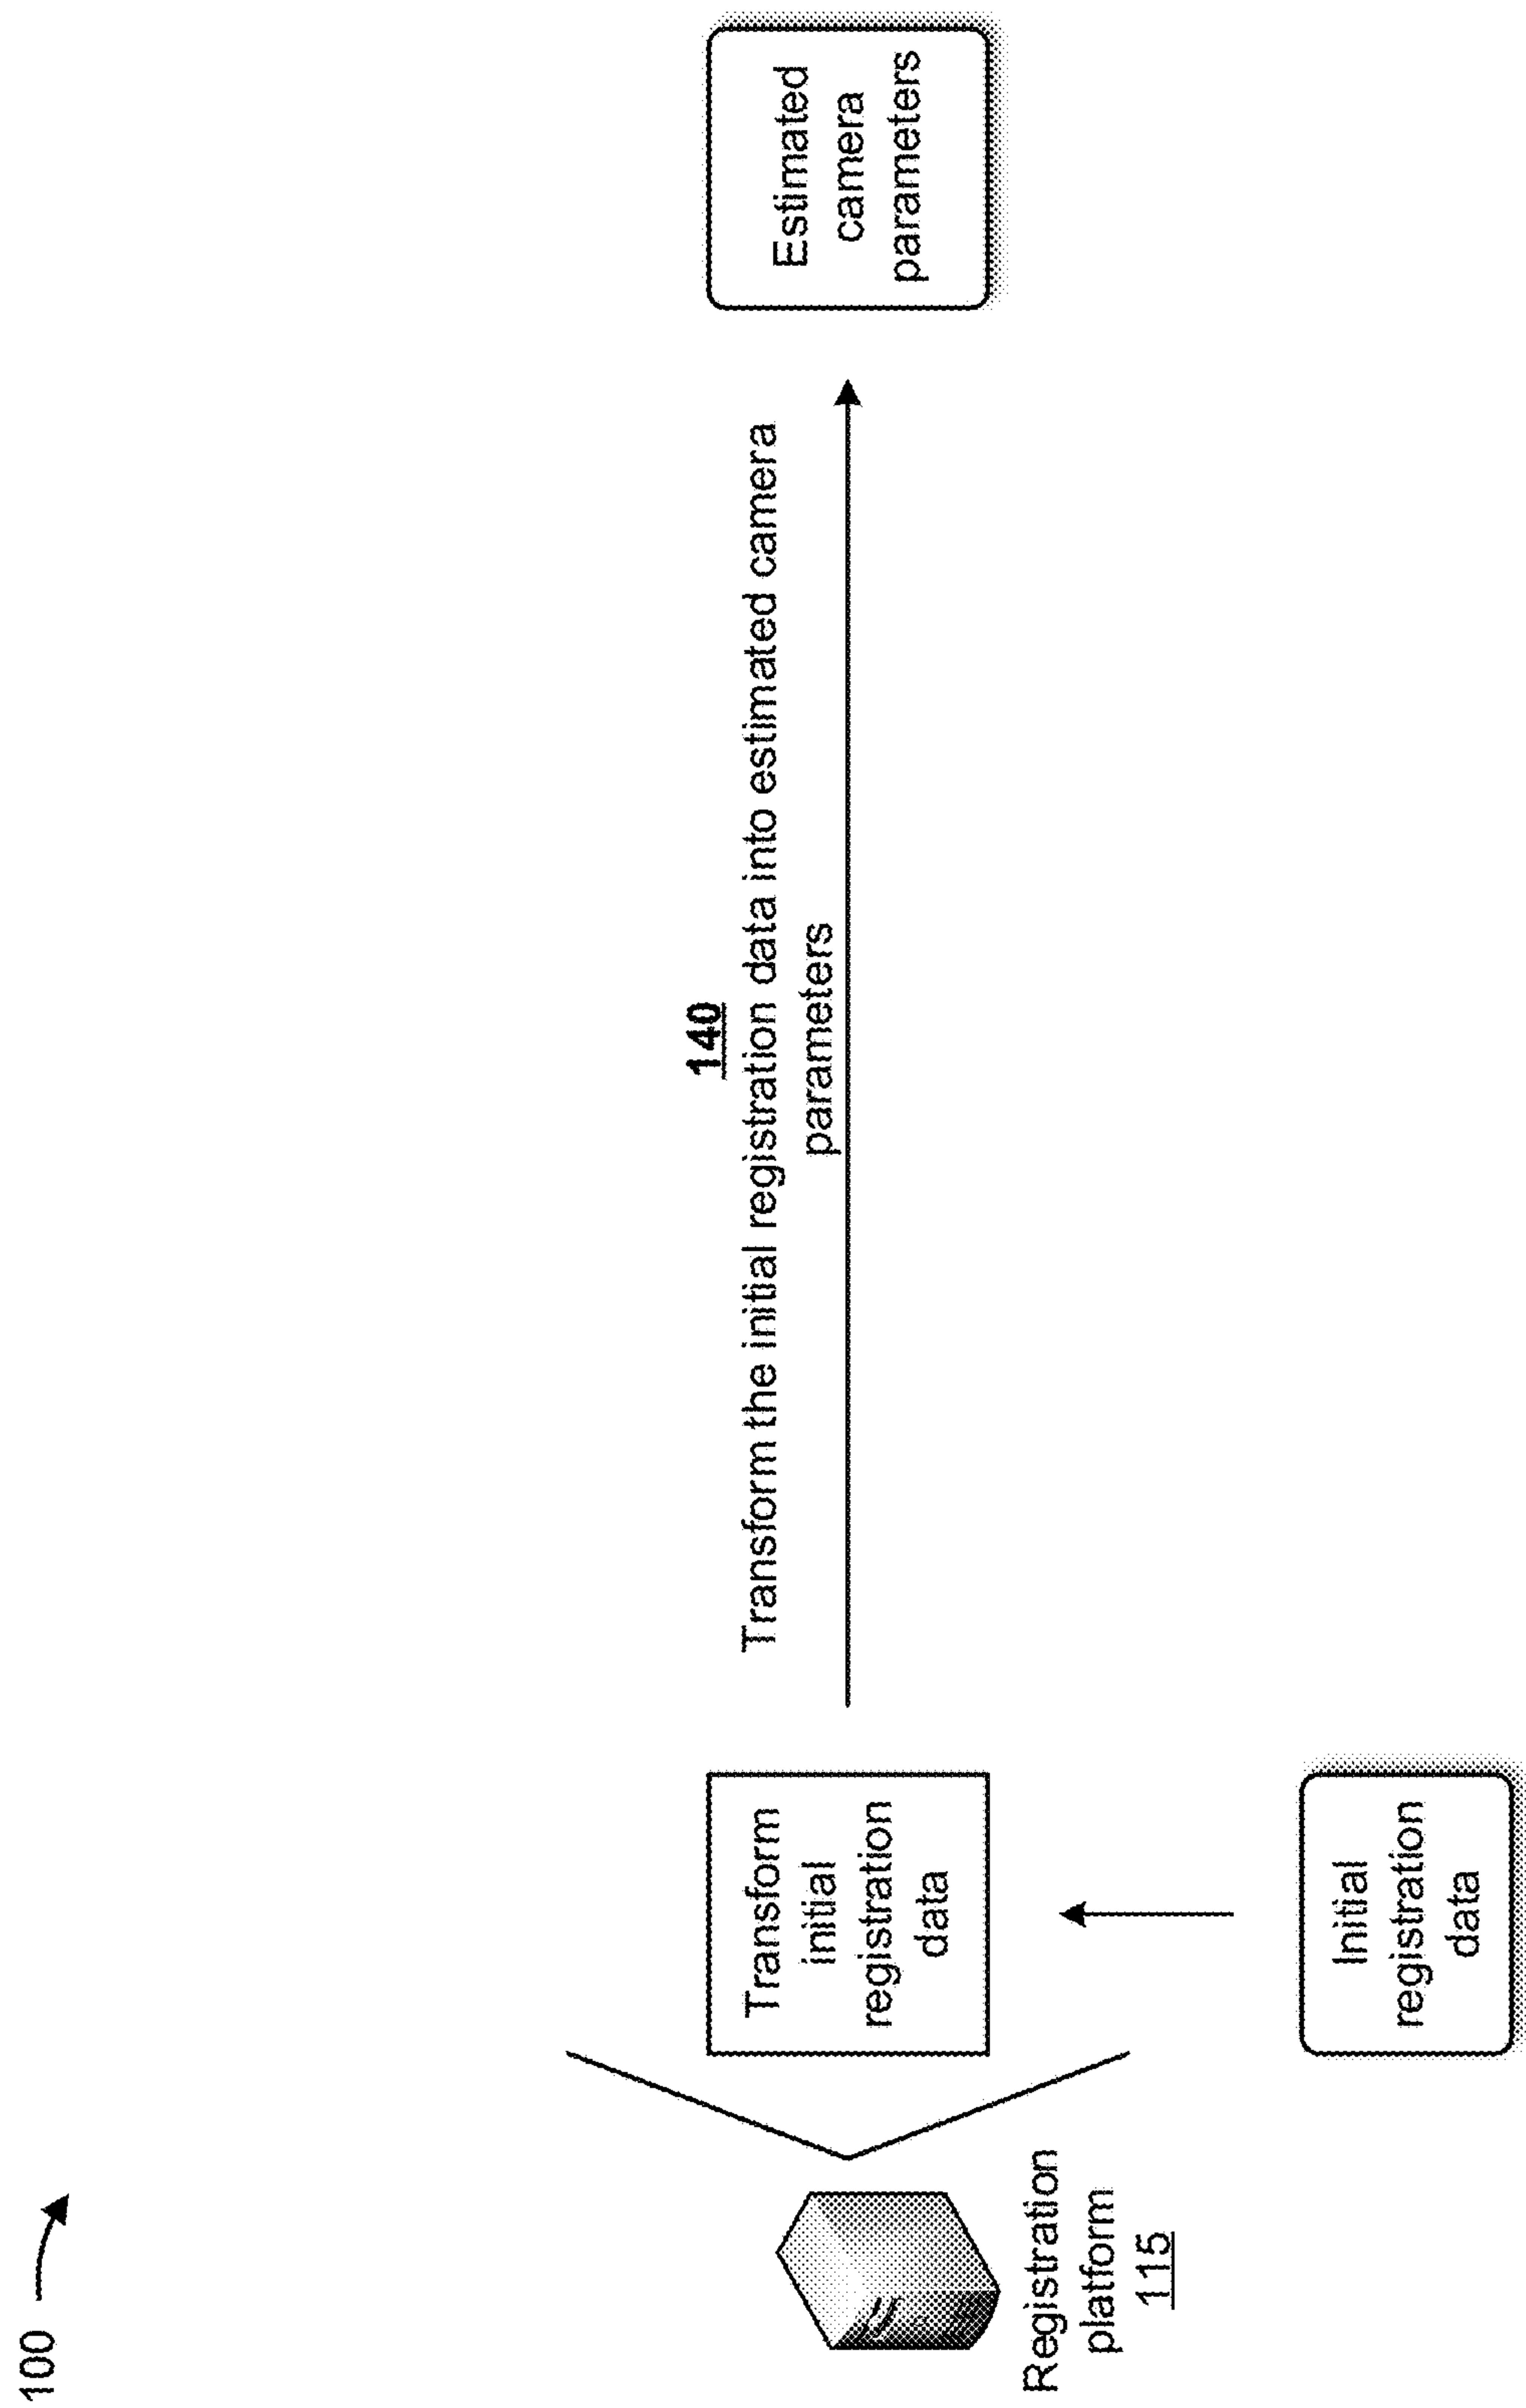 100
140
Transform the initial registration data into estimated camera
parameters
Registration
platform
115
Transform
initial
registration
data
Initial
registration
data
Estimated
camera
parameters